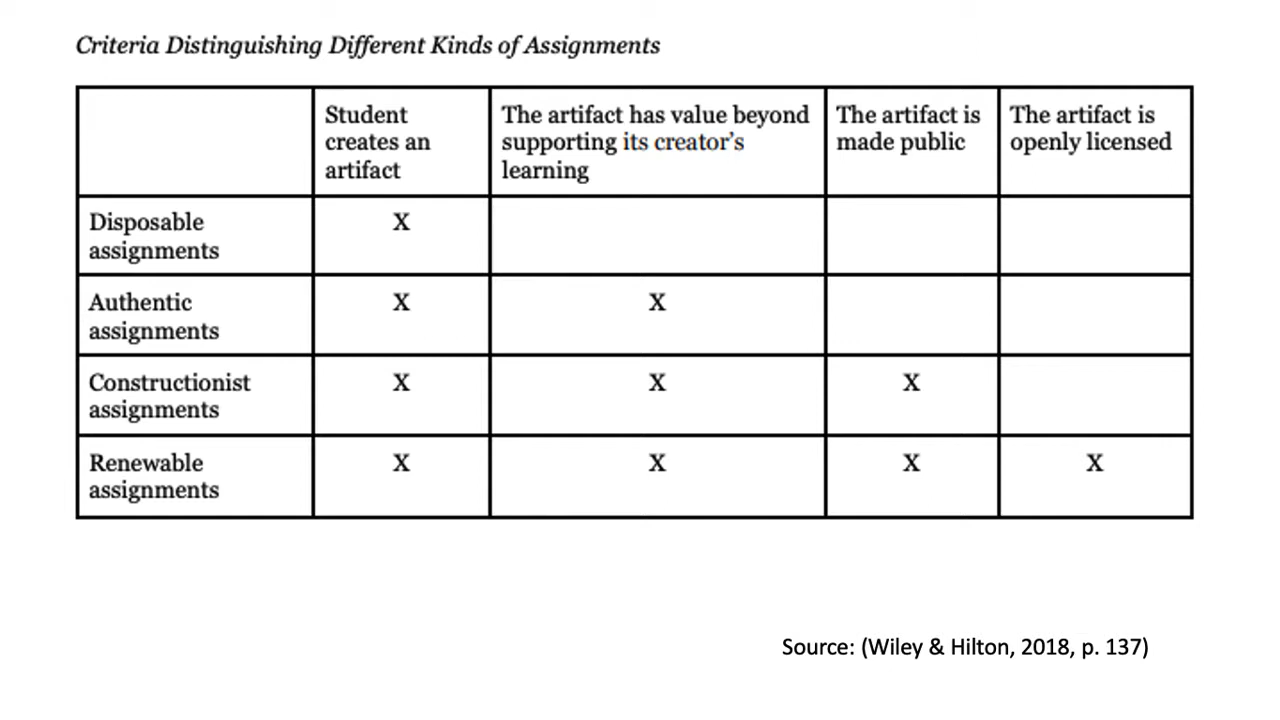 Criteria Distinguishing Different Kinds of Assignments
Student creates an artifact
The artifact has value beyond supporting its creator’s learning
The artifact is made public
The artifact is openly licensed
Disposable assignments
X
Authentic assignments
X X
Constructionist assignments
X X X
Renewable assignments
X X X X
Source: (Wiley & Hilton, 2018, p. 137)